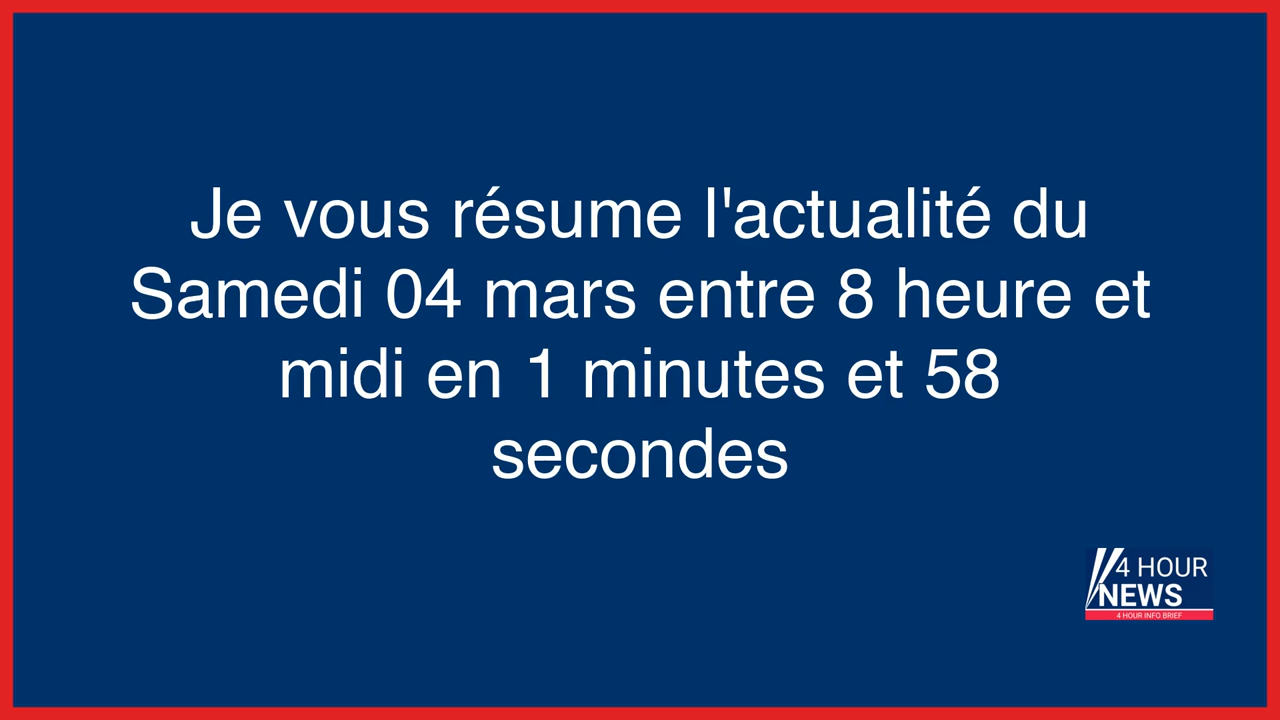 Je vous résume l'actualité du
Samedi 04 mars entre 8 heure et
midi en 1 minutes et 58
secondes
4 HOUR
NEWS
4 HOUR INFO BRIEF